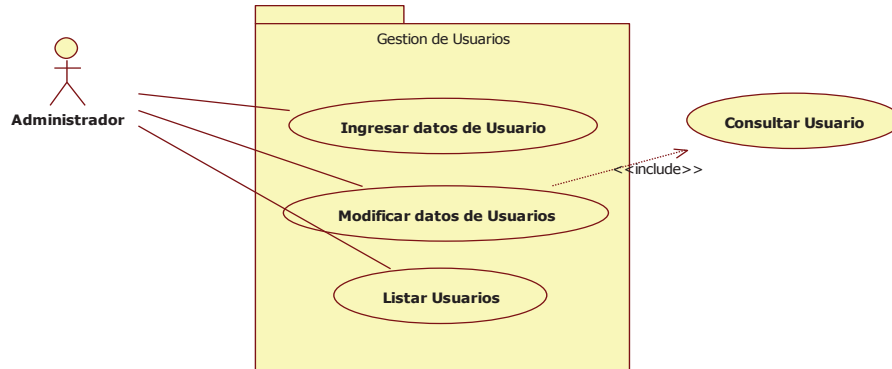 Gestion de Usuarios
Administrador
Ingresar datos de Usuario
Consultar Usuario
<<include>>
Modificar datos de Usuarios
Listar Usuarios